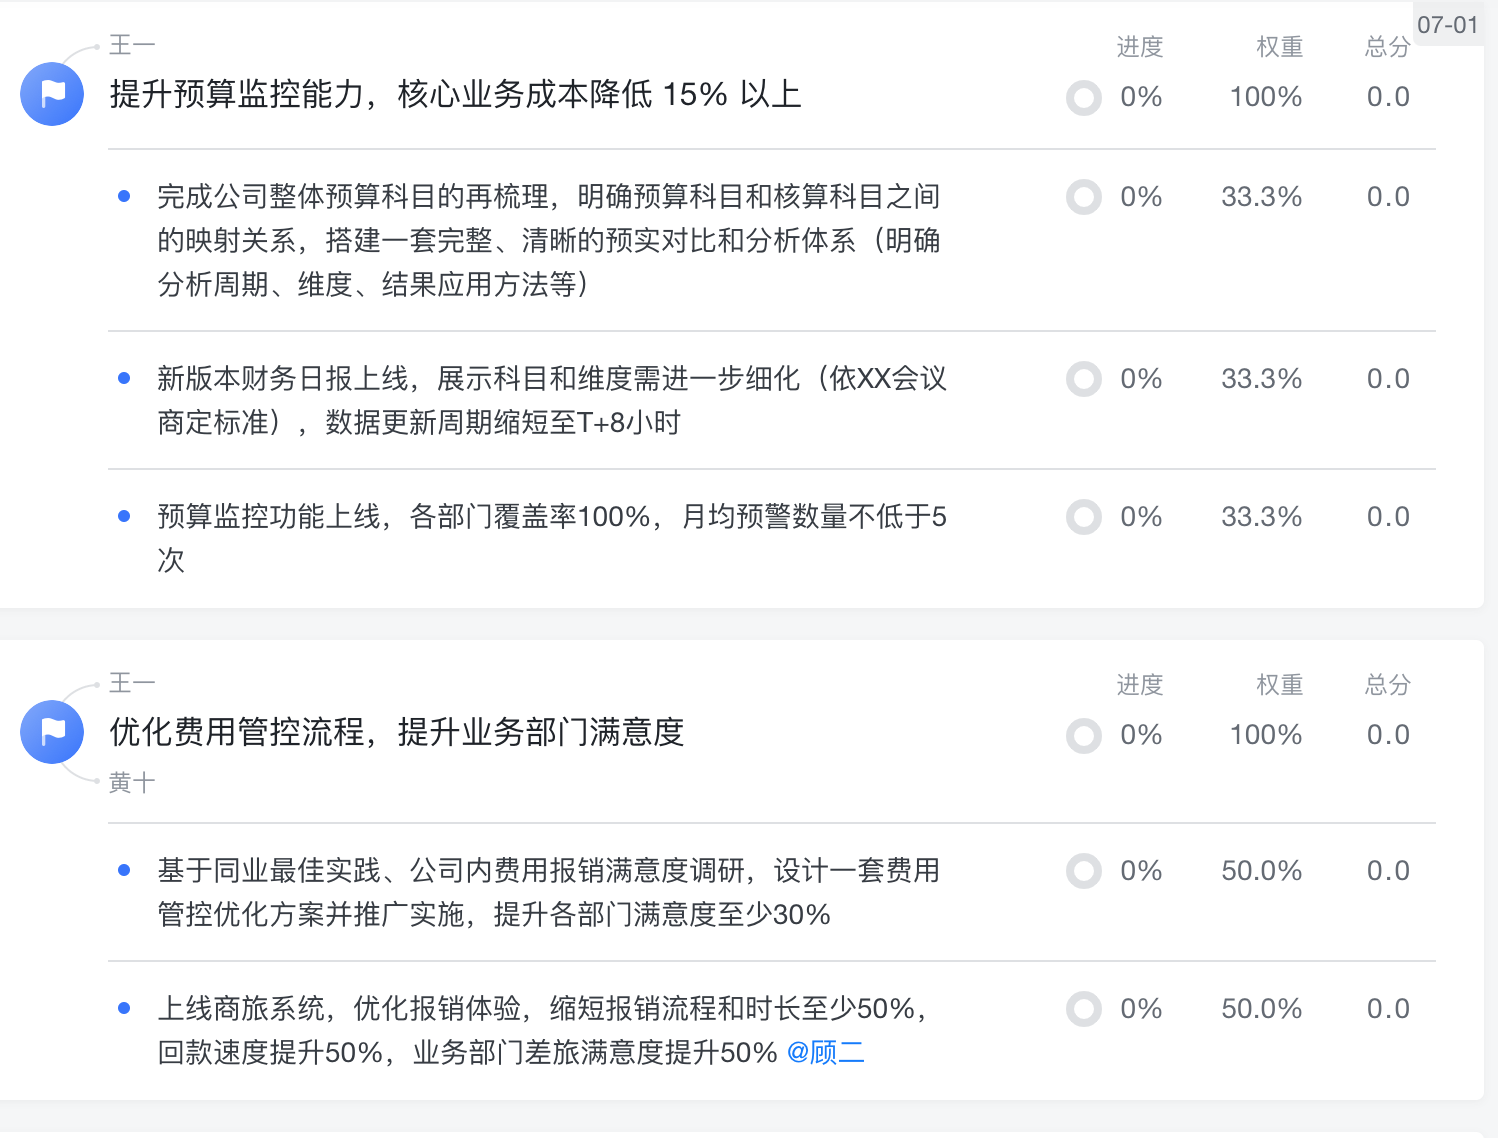 07-01
王一
进度 权重 总分
提升预算监控能力，核心业务成本降低 15% 以上
0% 100% 0.0
完成公司整体预算科目的再梳理，明确预算科目和核算科目之间
0% 33.3% 0.0
的映射关系，搭建一套完整、清晰的预实对比和分析体系（明确
分析周期、维度、结果应用方法等）
新版本财务日报上线，展示科目和维度需进一步细化（依XX会议
0% 33.3% 0.0
商定标准），数据更新周期缩短至T+8小时
预算监控功能上线，各部门覆盖率100%，月均预警数量不低于5
0% 33.3% 0.0
次
王一
进度 权重 总分
优化费用管控流程，提升业务部门满意度
0% 100% 0.0
黄十
基于同业最佳实践、公司内费用报销满意度调研，设计一套费用
0% 50.0% 0.0
管控优化方案并推广实施，提升各部门满意度至少30%
上线商旅系统，优化报销体验，缩短报销流程和时长至少50%，
0% 50.0% 0.0
回款速度提升50%，业务部门差旅满意度提升50% @顾二